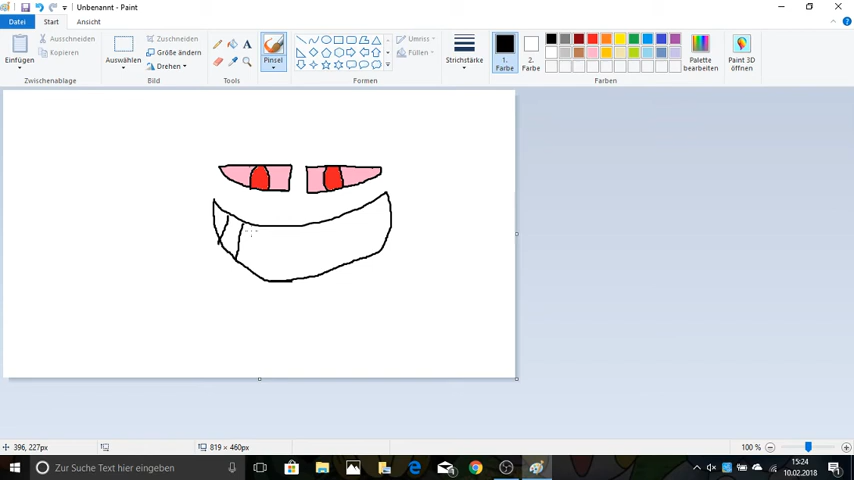 Unbenannt - Paint
Datei Start Ansicht
Einfügen
Ausschneiden
Kopieren
Zwischenablage
Auswählen
Zuschneiden
Größe ändern
Drehen
Bild
A
Tools
Pinsel
Umriss
Füllen
Formen
Strichstärke
1. Farbe
2. Farbe
Farben
Palette bearbeiten
Paint 3D öffnen
396, 227px
819 × 460px
100 %
Zur Suche Text hier eingeben
15:24
10.02.2018